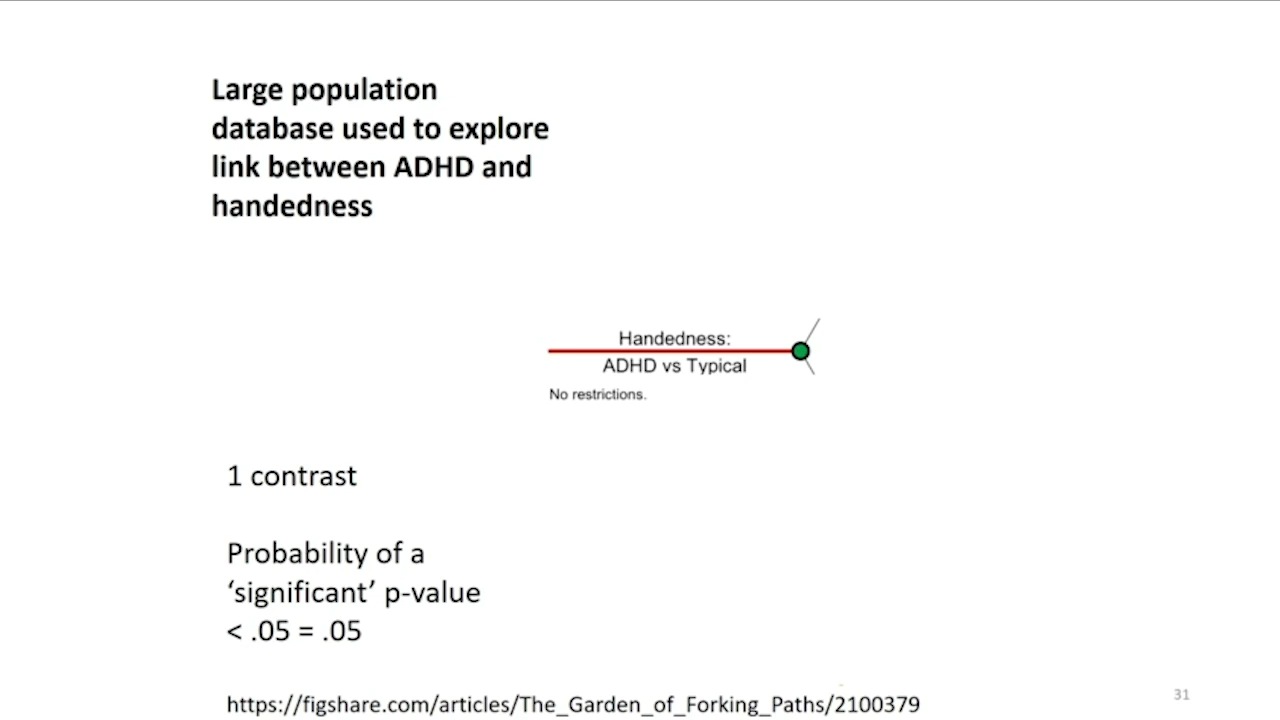 Large population
database used to explore
link between ADHD and
handedness
Handedness:
ADHD vs Typical
No restrictions.
1 contrast
Probability of a
‘significant’ p-value
< .05 = .05
https://figshare.com/articles/The_Garden_of_Forking_Paths/2100379
31